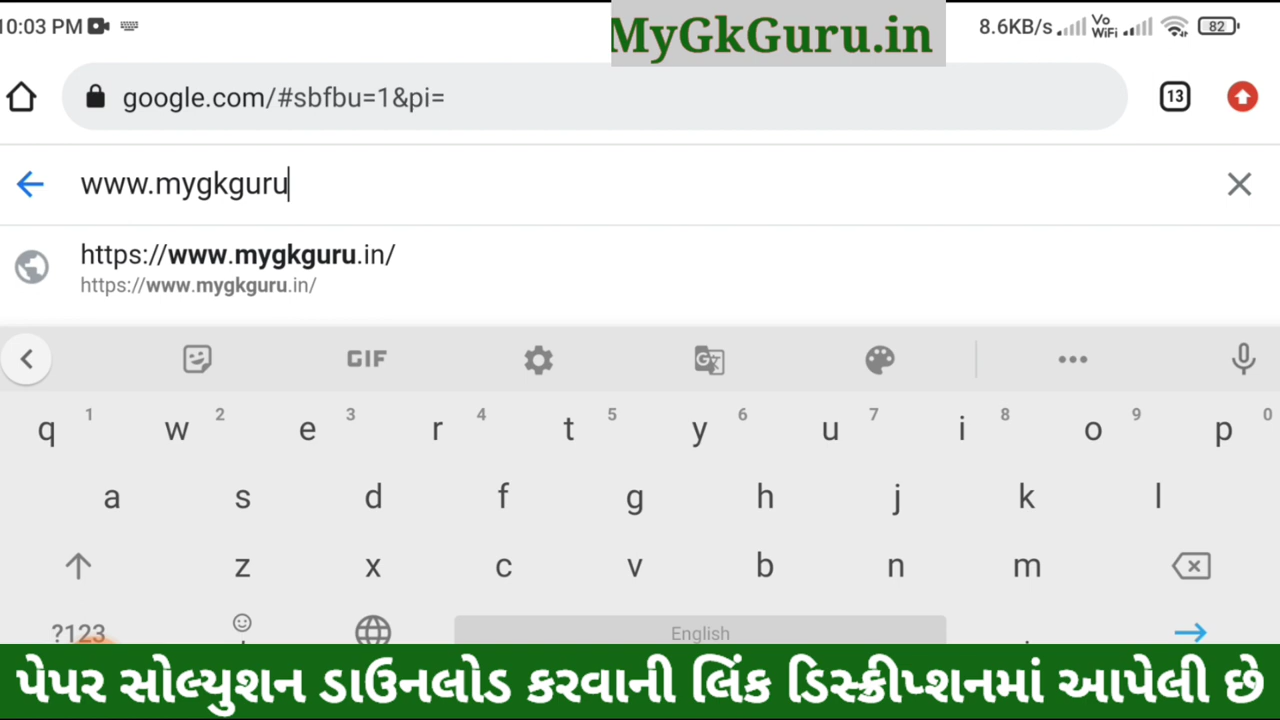 10:03 PM
MyGkGuru.in
8.6KB/s Vo WiFi 82
google.com/#sbfbu=1&pi=
13
www.mygkguru
https://www.mygkguru.in/
https://www.mygkguru.in/
GIF
q 1 w 2 e 3 r 4 t 5 y 6 u 7 i 8 o 9 p 0
a s d f g h j k l
z x c v b n m
?123 English
પેપર સોલ્યુશન ડાઉનલોડ કરવાની લિંક ડિસ્ક્રીપ્શનમાં આપેલી છે